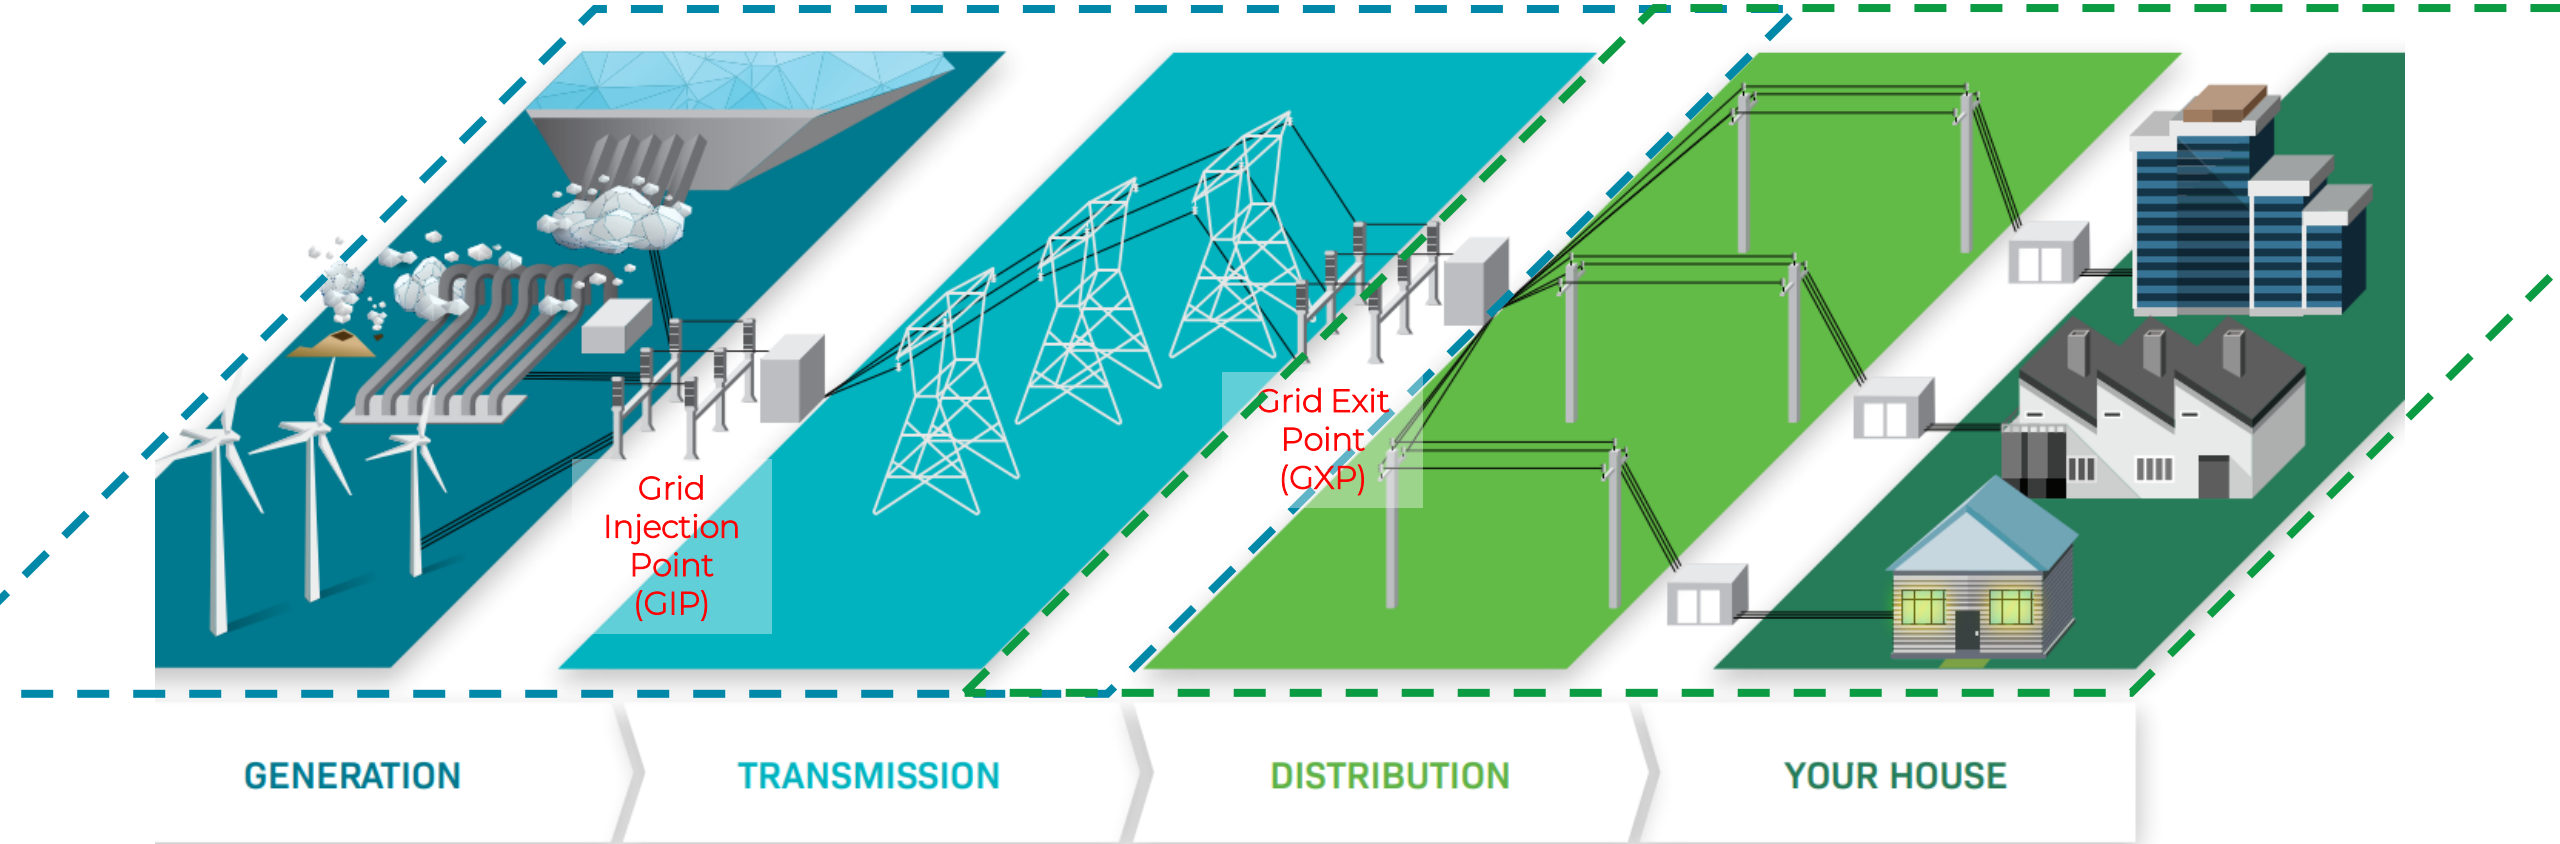 Grid Exit
Point
(GXP)
Grid
Injection
Point
(GIP)
GENERATION
TRANSMISSION
DISTRIBUTION
YOUR HOUSE